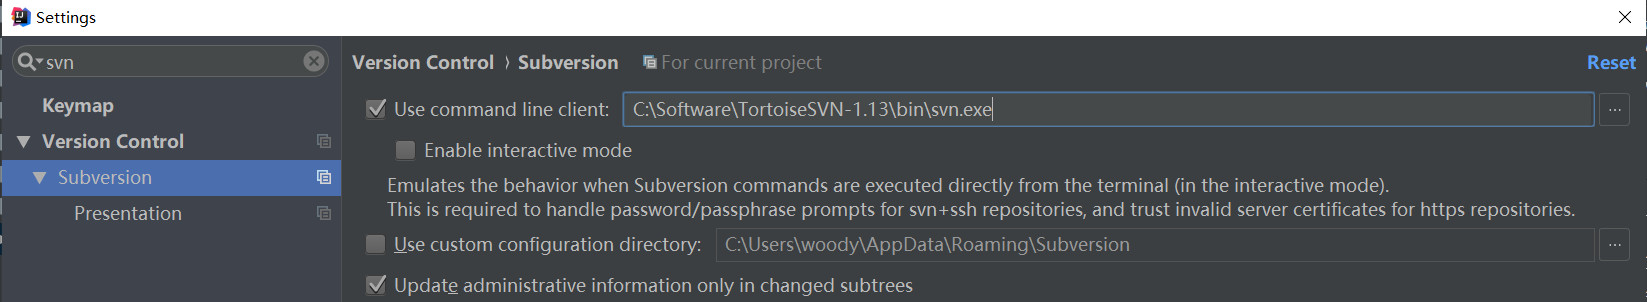 Settings
svn
Keymap
Version Control
Subversion
Presentation
Version Control › Subversion For current project Reset
Use command line client: C:\Software\TortoiseSVN-1.13\bin\svn.exe ...
Enable interactive mode
Emulates the behavior when Subversion commands are executed directly from the terminal (in the interactive mode).
This is required to handle password/passphrase prompts for svn+ssh repositories, and trust invalid server certificates for https repositories.
Use custom configuration directory: C:\Users\woody\AppData\Roaming\Subversion ...
Update administrative information only in changed subtrees